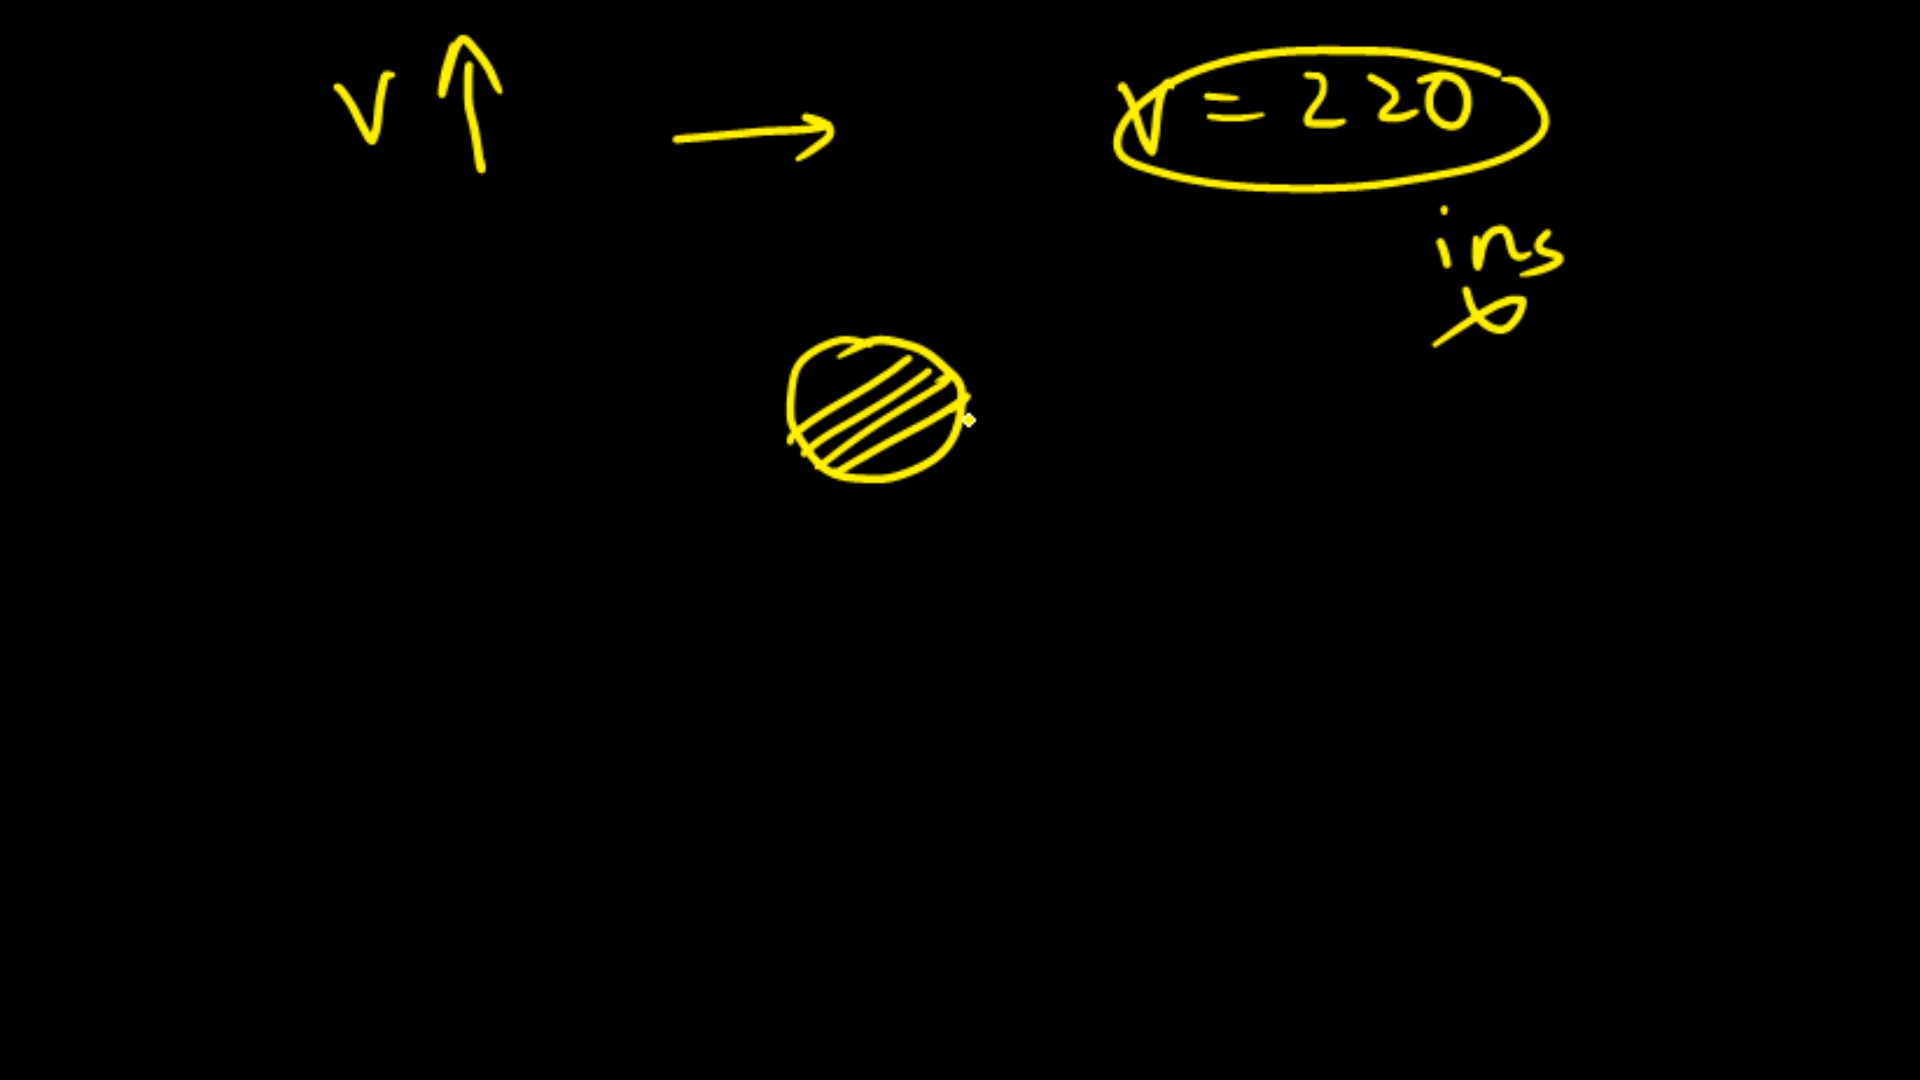 V ↑ → V = 220
ins